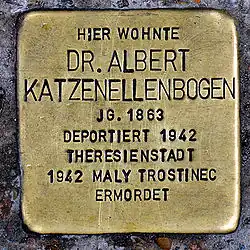 HIER WOHNTE
DR. ALBERT
KATZENELLENBOGEN
JG. 1863
DEPORTIERT 1942
THERESIENSTADT
1942 MALY TROSTINEC
ERMORDET